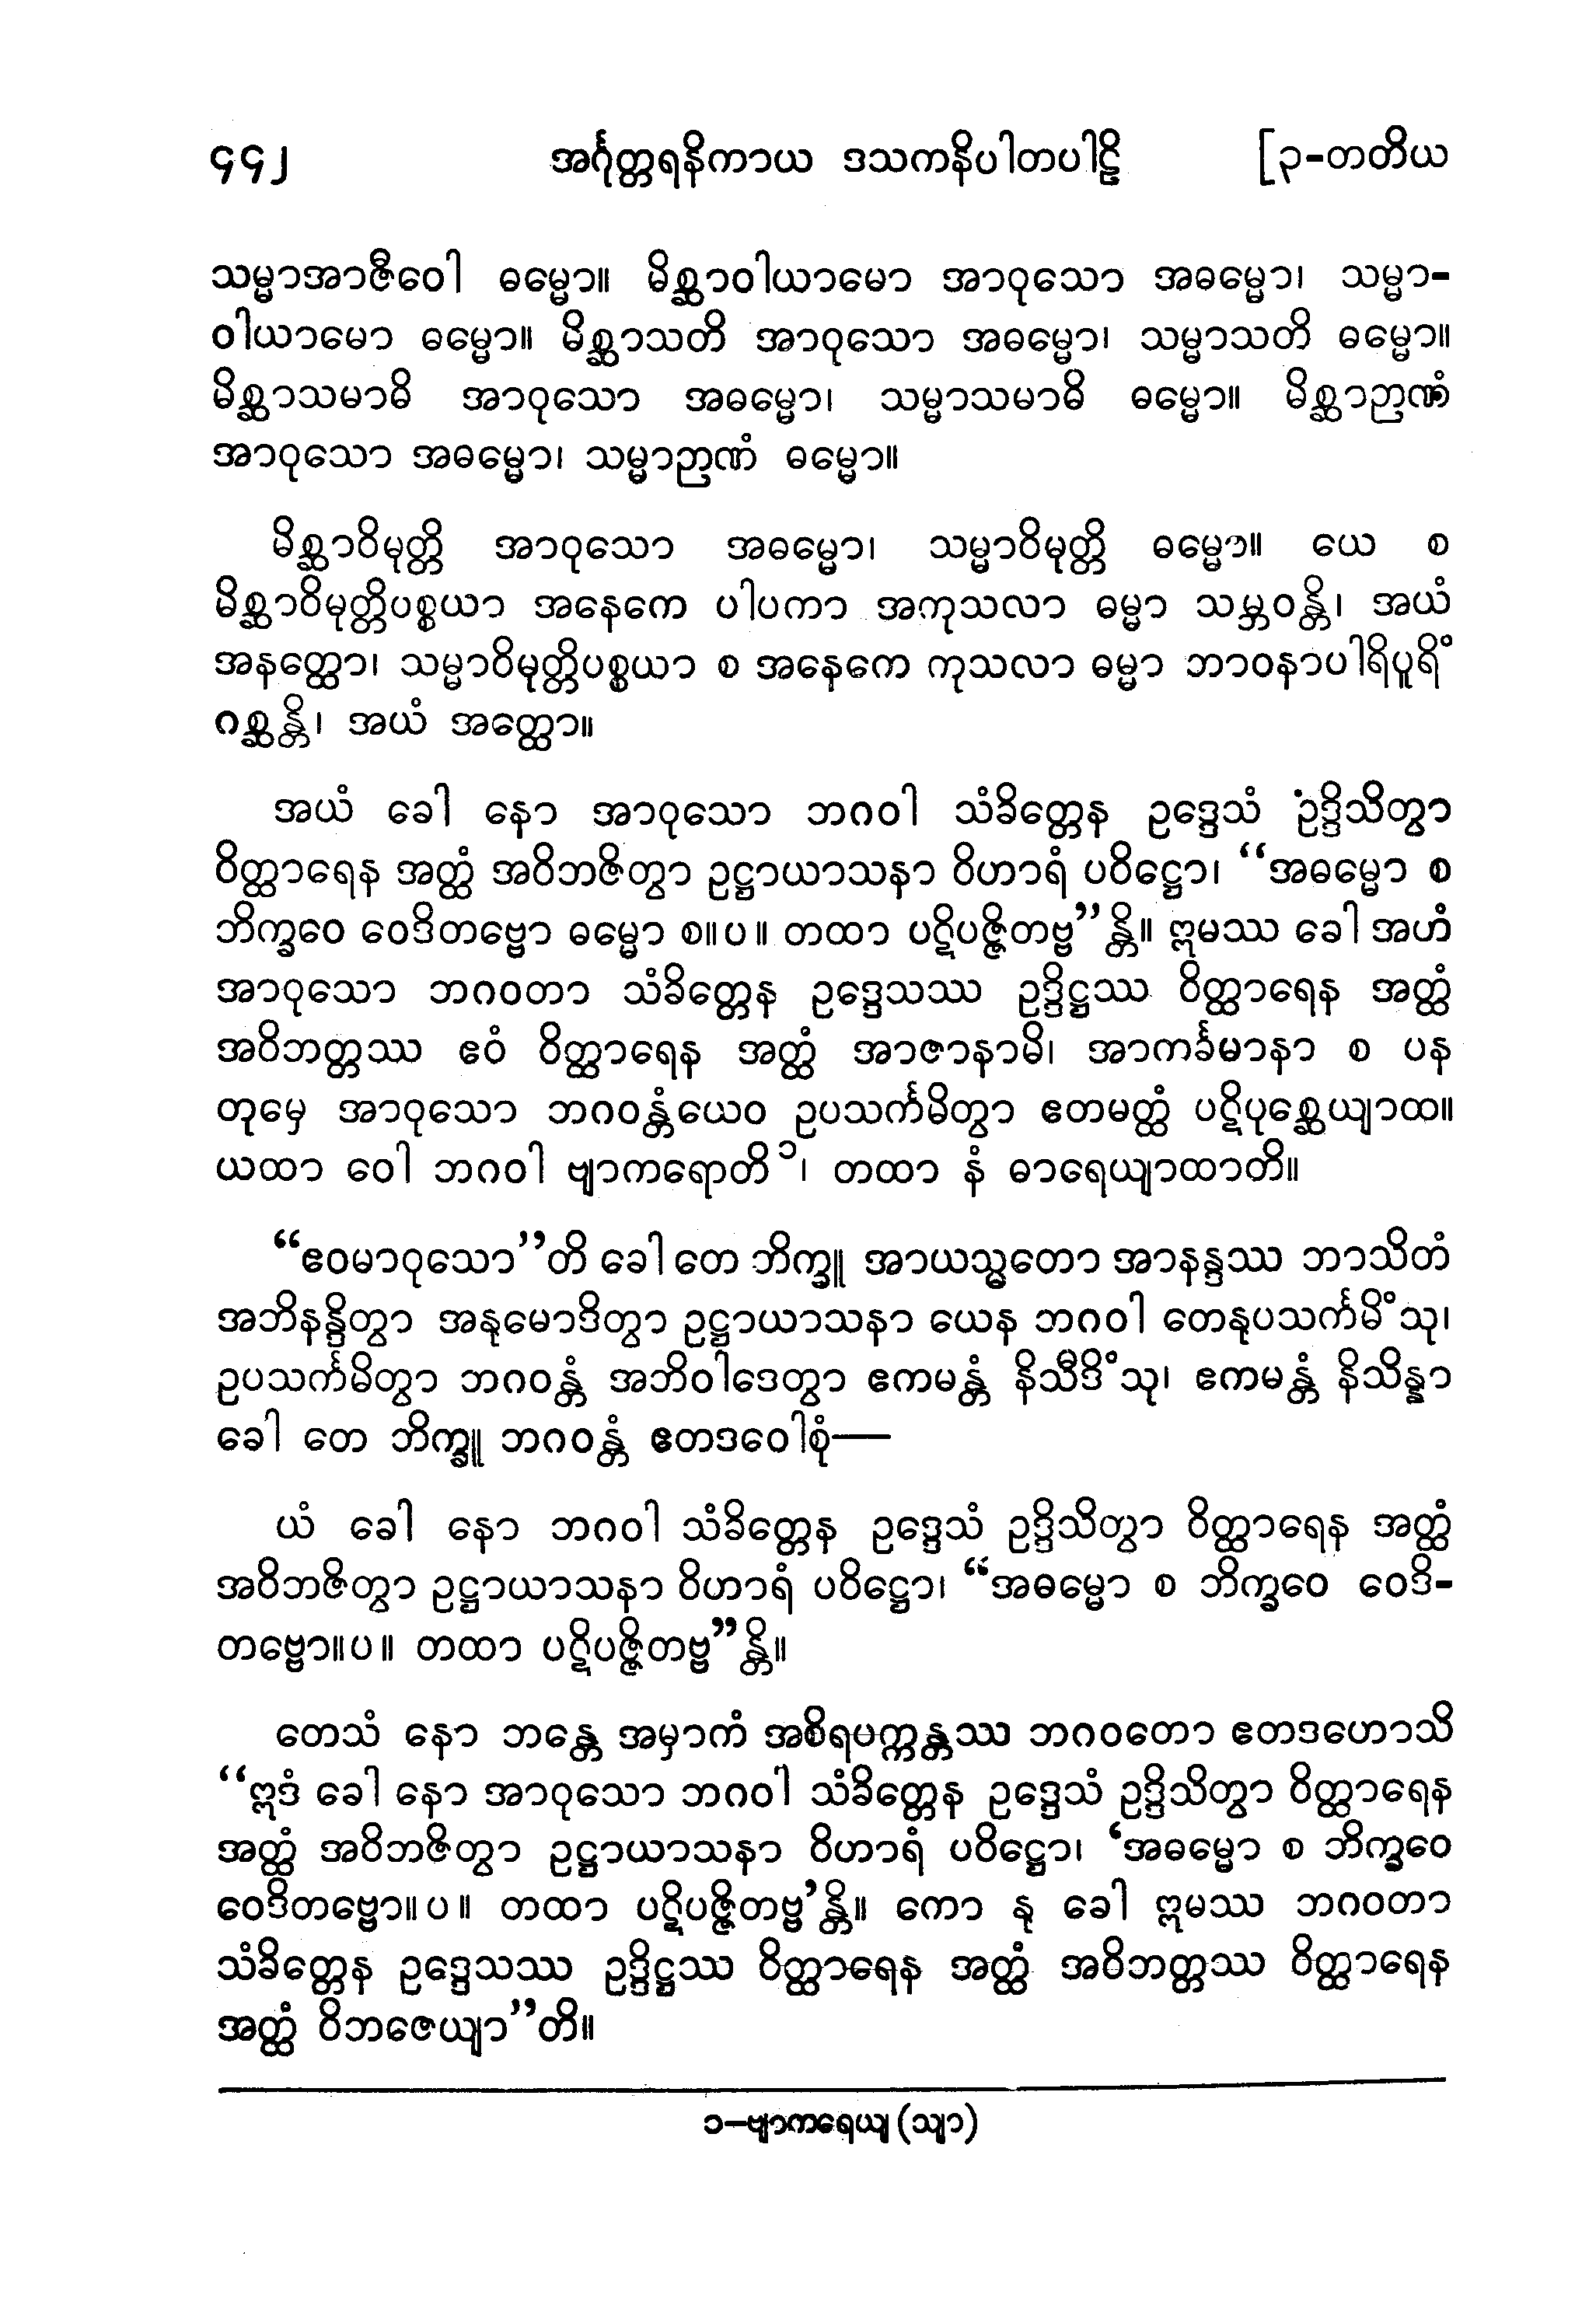 ၄၄၂ အင်္ဂုတ္တရနိကာယ ဒသကနိပါတပါဠိ [၃-တတိယ
သမ္မာအာဇီဝေါ ဓမ္မော။ မိစ္ဆာဝါယာမော အာဝုသော အဓမ္မော၊ သမ္မာ-
ဝါယာမော ဓမ္မော။ မိစ္ဆာသတိ အာဝုသော အဓမ္မော၊ သမ္မာသတိ ဓမ္မော။
မိစ္ဆာသမာဓိ အာဝုသော အဓမ္မော၊ သမ္မာသမာဓိ ဓမ္မော။ မိစ္ဆာဉာဏံ
အာဝုသော အဓမ္မော၊ သမ္မာဉာဏံ ဓမ္မော။
မိစ္ဆာဝိမုတ္တိ အာဝုသော အဓမ္မော၊ သမ္မာဝိမုတ္တိ ဓမ္မော။ ယေ စ
မိစ္ဆာဝိမုတ္တိပစ္စယာ အနေကေ ပါပကာ အကုသလာ ဓမ္မာ သမ္ဘဝန္တိ၊ အယံ
အနတ္ထော၊ သမ္မာဝိမုတ္တိပစ္စယာ စ အနေကေ ကုသလာ ဓမ္မာ ဘာဝနာပါရိပူရိံ
ဂစ္ဆန္တိ၊ အယံ အတ္ထော။
အယံ ခေါ နော အာဝုသော ဘဂဝါ သံခိတ္တေန ဥဒ္ဒေသံ ဥဒ္ဒိသိတွာ
ဝိတ္ထာရေန အတ္ထံ အဝိဘဇိတွာ ဥဋ္ဌာယာသနာ ဝိဟာရံ ပဝိဋ္ဌော၊ “အဓမ္မော စ
ဘိက္ခဝေ ဝေဒိတဗ္ဗော ဓမ္မော စ။ပ။ တထာ ပဋိပဇ္ဇိတဗ္ဗ”န္တိ။ ဣမဿ ခေါ အဟံ
အာဝုသော ဘဂဝတာ သံခိတ္တေန ဥဒ္ဒေသဿ ဥဒ္ဒိဋ္ဌဿ ဝိတ္ထာရေန အတ္ထံ
အဝိဘတ္တဿ ဧဝံ ဝိတ္ထာရေန အတ္ထံ အာဇာနာမိ၊ အာကင်္ခမာနာ စ ပန
တုမှေ အာဝုသော ဘဂဝန္တံယေဝ ဥပသင်္ကမိတွာ ဧတမတ္ထံ ပဋိပုစ္ဆေယျာထ။
ယထာ ဝေါ ဘဂဝါ ဗျာကရောတိ၁၊ တထာ နံ ဓာရေယျာထာတိ။
“ဧဝမာဝုသော”တိ ခေါ တေ ဘိက္ခူ အာယသ္မတော အာနန္ဒဿ ဘာသိတံ
အဘိနန္ဒိတွာ အနုမောဒိတွာ ဥဋ္ဌာယာသနာ ယေန ဘဂဝါ တေနုပသင်္ကမိံသု၊
ဥပသင်္ကမိတွာ ဘဂဝန္တံ အဘိဝါဒေတွာ ဧကမန္တံ နိသီဒိံသု၊ ဧကမန္တံ နိသိန္နာ
ခေါ တေ ဘိက္ခူ ဘဂဝန္တံ ဧတဒဝေါစုံ—
ယံ ခေါ နော ဘဂဝါ သံခိတ္တေန ဥဒ္ဒေသံ ဥဒ္ဒိသိတွာ ဝိတ္ထာရေန အတ္ထံ
အဝိဘဇိတွာ ဥဋ္ဌာယာသနာ ဝိဟာရံ ပဝိဋ္ဌော၊ “အဓမ္မော စ ဘိက္ခဝေ ဝေဒိ-
တဗ္ဗော။ပ။ တထာ ပဋိပဇ္ဇိတဗ္ဗ”န္တိ။
တေသံ နော ဘန္တေ အမှာကံ အစိရပက္ကန္တဿ ဘဂဝတော ဧတဒဟောသိ
“ဣဒံ ခေါ နော အာဝုသော ဘဂဝါ သံခိတ္တေန ဥဒ္ဒေသံ ဥဒ္ဒိသိတွာ ဝိတ္ထာရေန
အတ္ထံ အဝိဘဇိတွာ ဥဋ္ဌာယာသနာ ဝိဟာရံ ပဝိဋ္ဌော၊ ‘အဓမ္မော စ ဘိက္ခဝေ
ဝေဒိတဗ္ဗော။ပ။ တထာ ပဋိပဇ္ဇိတဗ္ဗ’န္တိ။ ကော နု ခေါ ဣမဿ ဘဂဝတာ
သံခိတ္တေန ဥဒ္ဒေသဿ ဥဒ္ဒိဋ္ဌဿ ဝိတ္ထာရေန အတ္ထံ အဝိဘတ္တဿ ဝိတ္ထာရေန
အတ္ထံ ဝိဘဇေယျာ”တိ။
၁—ဗျာကရေယျ (သျာ)